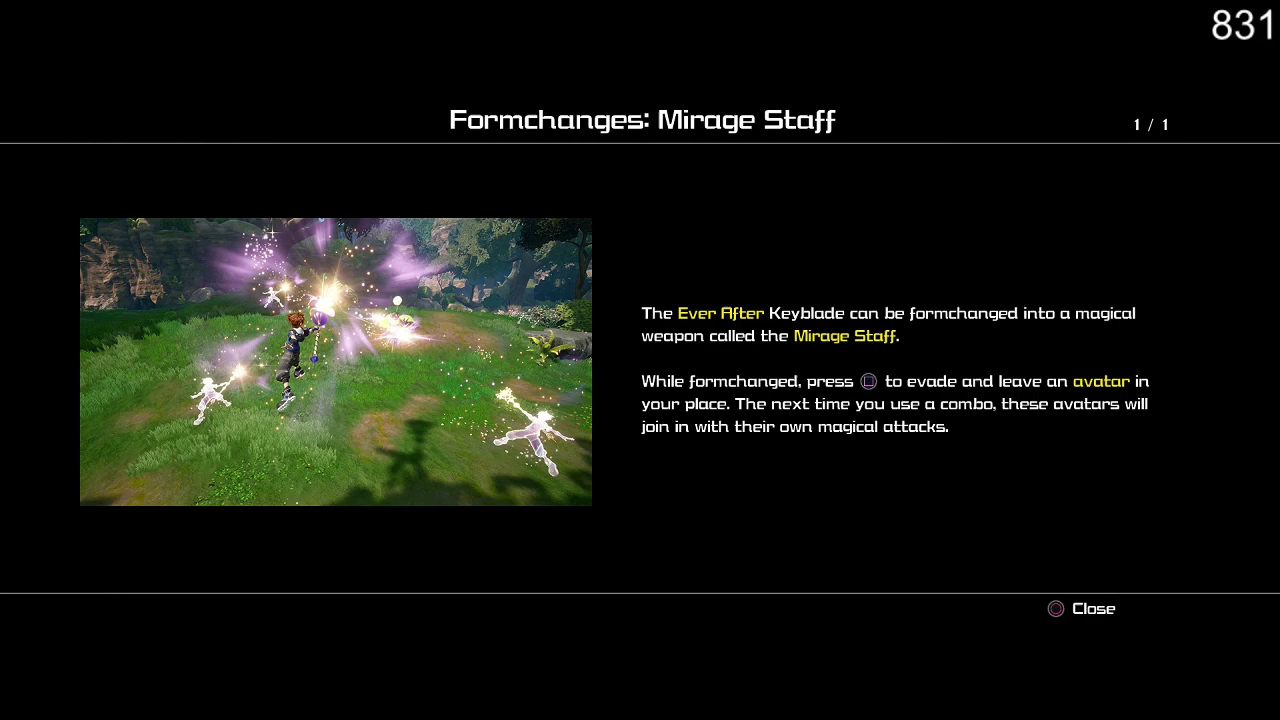 831
Formchanges: Mirage Staff
1 / 1
The Ever After Keyblade can be formchanged into a magical
weapon called the Mirage Staff.
While formchanged, press to evade and leave an avatar in
your place. The next time you use a combo, these avatars will
join in with their own magical attacks.
Close